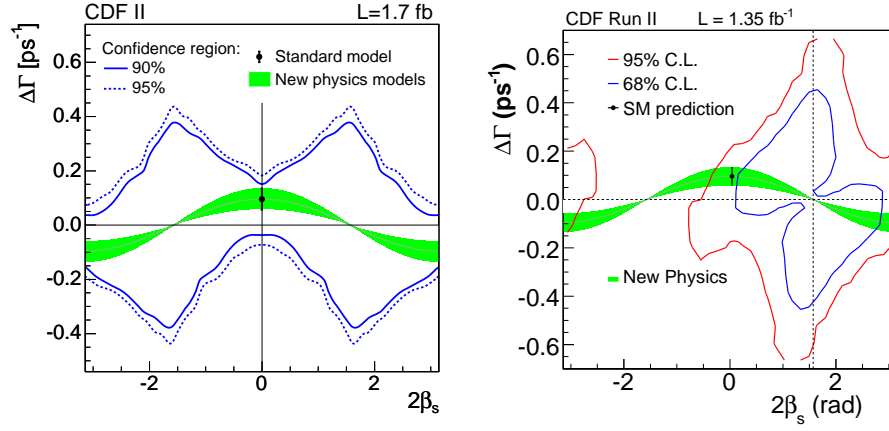 CDF II L=1.7 fb
ΔΓ [ps⁻¹]
Confidence region:
90%
95%
Standard model
New physics models
0.6
0.4
0.2
0.0
-0.2
-0.4
-2 0 2
2βs
CDF Run II L = 1.35 fb⁻¹
ΔΓ (ps⁻¹)
95% C.L.
68% C.L.
SM prediction
New Physics
0.6
0.4
0.2
0.0
-0.2
-0.4
-0.6
-2 0 2
2βs (rad)